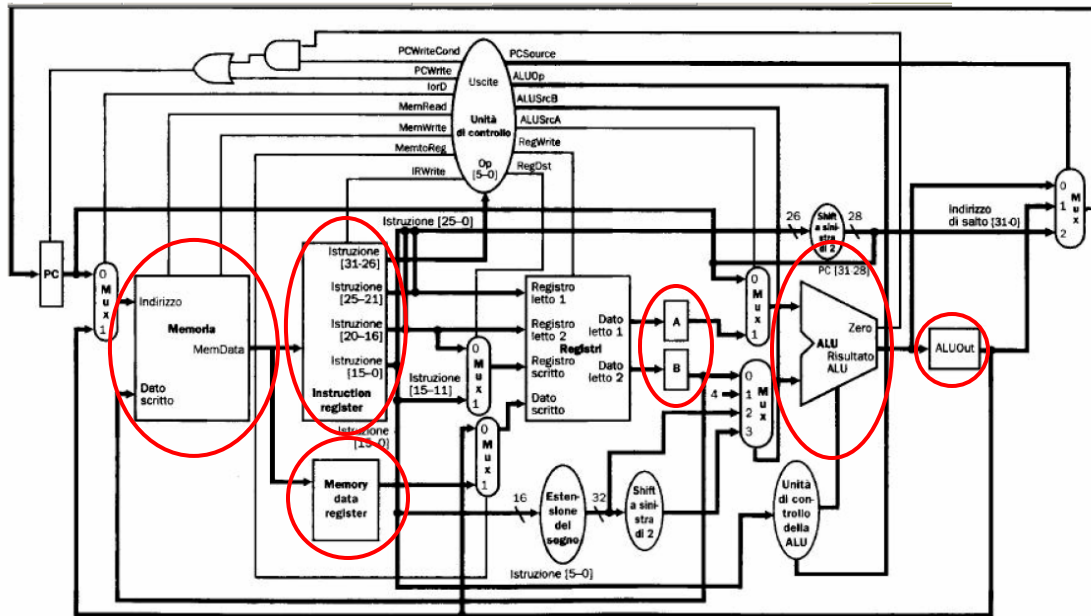 PCWriteCond
PCWrite
IorD
MemRead
MemWrite
MemtoReg
IRWrite
Uscite
Unità
di controllo
Op
[5-0]
PCSource
ALUOp
ALUSrcB
ALUSrcA
RegWrite
RegDst
PC
0
M
u
x
1
Indirizzo
Memoria
MemData
Dato
scritto
Istruzione [25-0]
Istruzione
[31-26]
Istruzione
[25-21]
Istruzione
[20-16]
Istruzione
[15-0]
Instruction
register
Istruzione
[15-0]
Memory
data
register
Istruzione
[15-11]
0
M
u
x
1
0
M
u
x
1
Registro
letto 1
Registro
letto 2
Registro
scritto
Dato
scritto
Registri
Dato
letto 1
Dato
letto 2
A
B
16
Esten-
sione
del
sogno
32
Shift
a sini-
stra
di 2
Istruzione [5-0]
26
Shift
a sini-
stra
di 2
28
PC [31-28]
0
M
u
x
1
4
0
1
2
3
M
u
x
ALU
Zero
Risultato
ALU
Unità
di con-
trollo
della
ALU
ALUOut
Indirizzo
di salto [31-0]
0
1
2
M
u
x